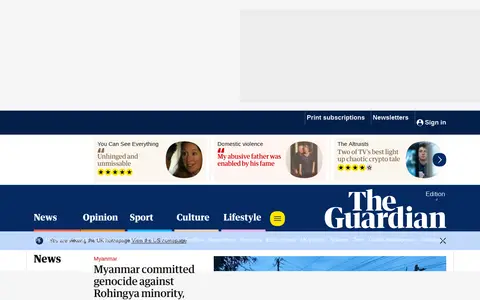 Print subscriptions
Newsletters
Sign in
You Can See Everything
Unhinged and
unmissable
Domestic violence
My abusive father was
enabled by his fame
The Altruists
Two of TV's best light
up chaotic crypto tale
Edition
The
Guardian
News
Opinion
Sport
Culture
Lifestyle
You are viewing the UK homepage View the US homepage
News
Myanmar
Myanmar committed
genocide against
Rohingya minority,